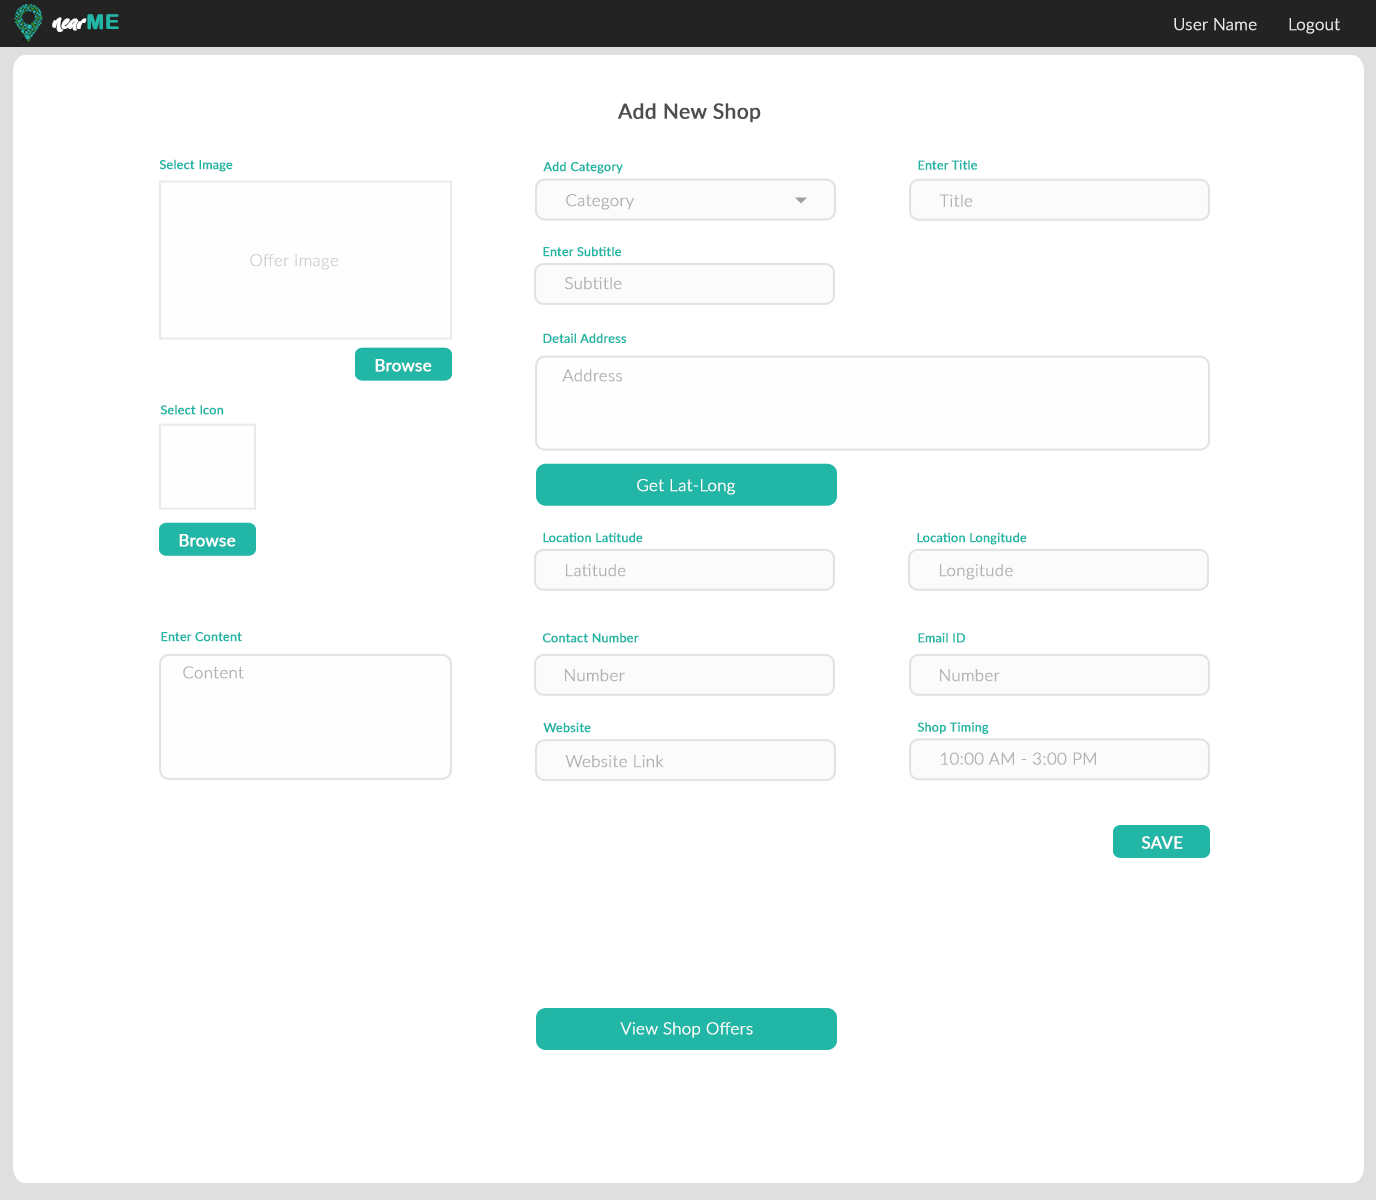 nearME
User Name
Logout
Add New Shop
Select Image
Offer Image
Browse
Select Icon
Browse
Enter Content
Content
Add Category
Category
Enter Title
Title
Enter Subtitle
Subtitle
Detail Address
Address
Get Lat-Long
Location Latitude
Latitude
Location Longitude
Longitude
Contact Number
Number
Email ID
Number
Website
Website Link
Shop Timing
10:00 AM - 3:00 PM
SAVE
View Shop Offers